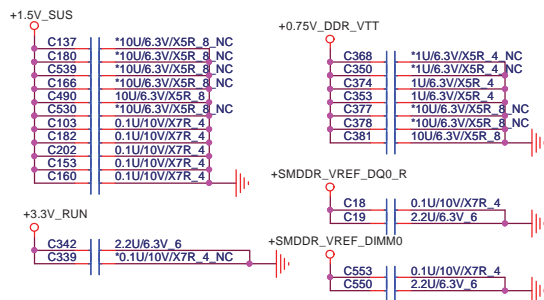 +1.5V_SUS
C137 *10U/6.3V/X5R_8_NC
C180 *10U/6.3V/X5R_8_NC
C539 *10U/6.3V/X5R_8_NC
C166 *10U/6.3V/X5R_8_NC
C490 10U/6.3V/X5R_8
C530 *10U/6.3V/X5R_8_NC
C103 0.1U/10V/X7R_4
C182 0.1U/10V/X7R_4
C202 0.1U/10V/X7R_4
C153 0.1U/10V/X7R_4
C160 0.1U/10V/X7R_4
+3.3V_RUN
C342 2.2U/6.3V_6
C339 *0.1U/10V/X7R_4_NC
+0.75V_DDR_VTT
C368 *1U/6.3V/X5R_4_NC
C350 *1U/6.3V/X5R_4_NC
C374 1U/6.3V/X5R_4
C353 1U/6.3V/X5R_4
C377 *10U/6.3V/X5R_8_NC
C378 *10U/6.3V/X5R_8_NC
C381 10U/6.3V/X5R_8
+SMDDR_VREF_DQ0_R
C18 0.1U/10V/X7R_4
C19 2.2U/6.3V_6
+SMDDR_VREF_DIMM0
C553 0.1U/10V/X7R_4
C550 2.2U/6.3V_6